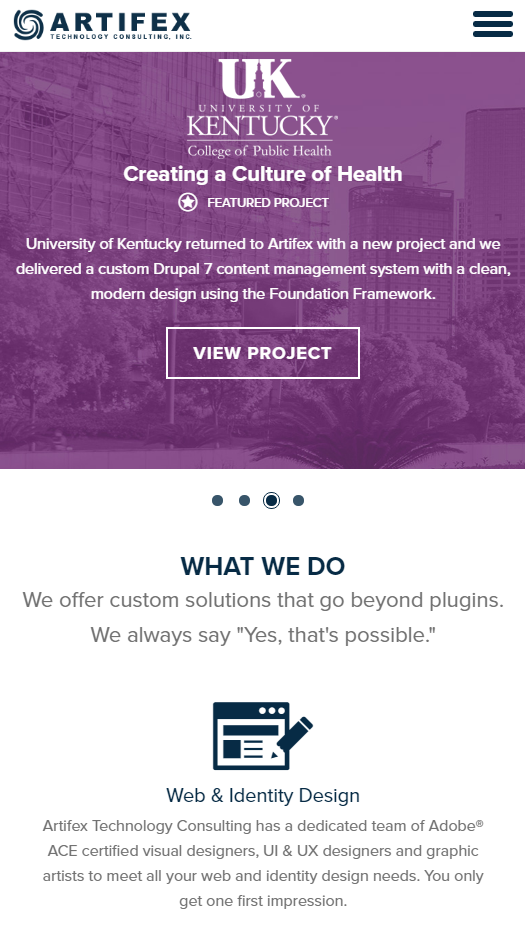 ARTIFEX
TECHNOLOGY CONSULTING, INC.
UK
UNIVERSITY OF
KENTUCKY®
College of Public Health
Creating a Culture of Health
FEATURED PROJECT
University of Kentucky returned to Artifex with a new project and we
delivered a custom Drupal 7 content management system with a clean,
modern design using the Foundation Framework.
VIEW PROJECT
WHAT WE DO
We offer custom solutions that go beyond plugins.
We always say "Yes, that's possible."
Web & Identity Design
Artifex Technology Consulting has a dedicated team of Adobe®
ACE certified visual designers, UI & UX designers and graphic
artists to meet all your web and identity design needs. You only
get one first impression.